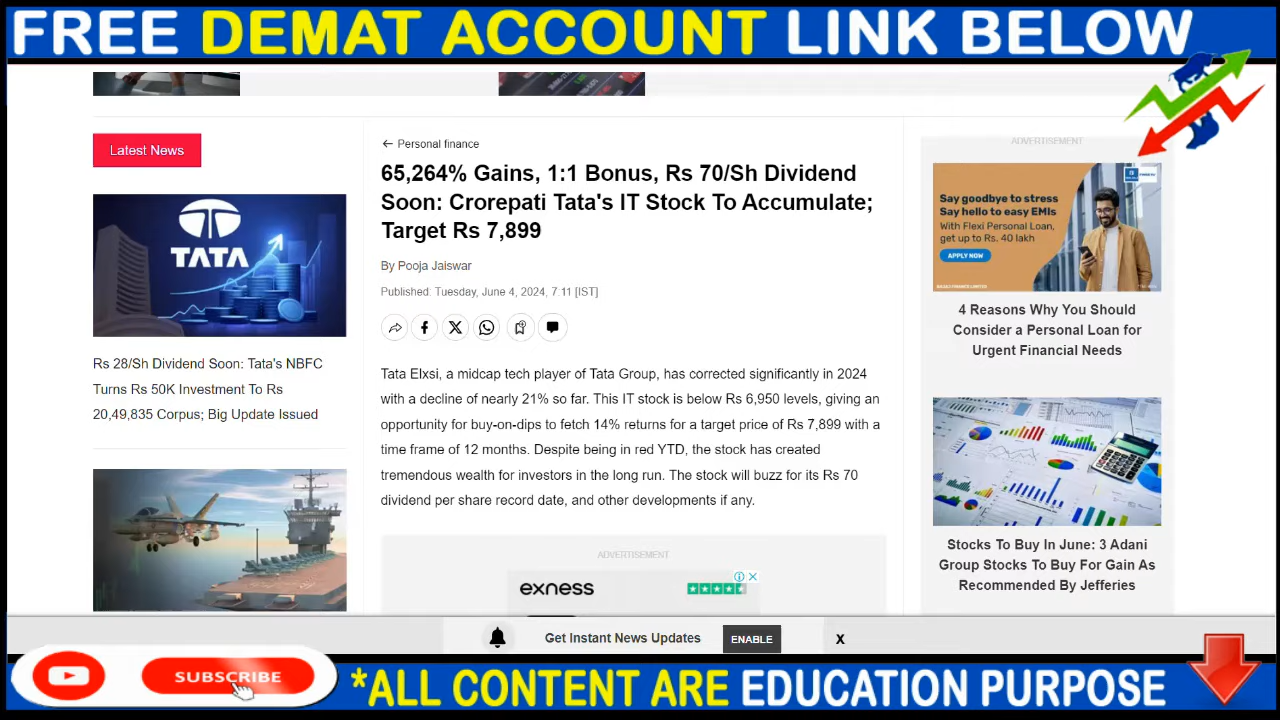 FREE DEMAT ACCOUNT LINK BELOW
Latest News
TATA
Rs 28/Sh Dividend Soon: Tata's NBFC
Turns Rs 50K Investment To Rs
20,49,835 Corpus; Big Update Issued
← Personal finance
65,264% Gains, 1:1 Bonus, Rs 70/Sh Dividend
Soon: Crorepati Tata's IT Stock To Accumulate;
Target Rs 7,899
By Pooja Jaiswar
Published: Tuesday, June 4, 2024, 7:11 [IST]
Tata Elxsi, a midcap tech player of Tata Group, has corrected significantly in 2024
with a decline of nearly 21% so far. This IT stock is below Rs 6,950 levels, giving an
opportunity for buy-on-dips to fetch 14% returns for a target price of Rs 7,899 with a
time frame of 12 months. Despite being in red YTD, the stock has created
tremendous wealth for investors in the long run. The stock will buzz for its Rs 70
dividend per share record date, and other developments if any.
ADVERTISEMENT
exness
ADVERTISEMENT
Say goodbye to stress
Say hello to easy EMIs
With Flexi Personal Loan,
get up to Rs. 40 lakh
APPLY NOW
4 Reasons Why You Should
Consider a Personal Loan for
Urgent Financial Needs
Stocks To Buy In June: 3 Adani
Group Stocks To Buy For Gain As
Recommended By Jefferies
Get Instant News Updates
ENABLE
X
SUBSCRIBE
*ALL CONTENT ARE EDUCATION PURPOSE